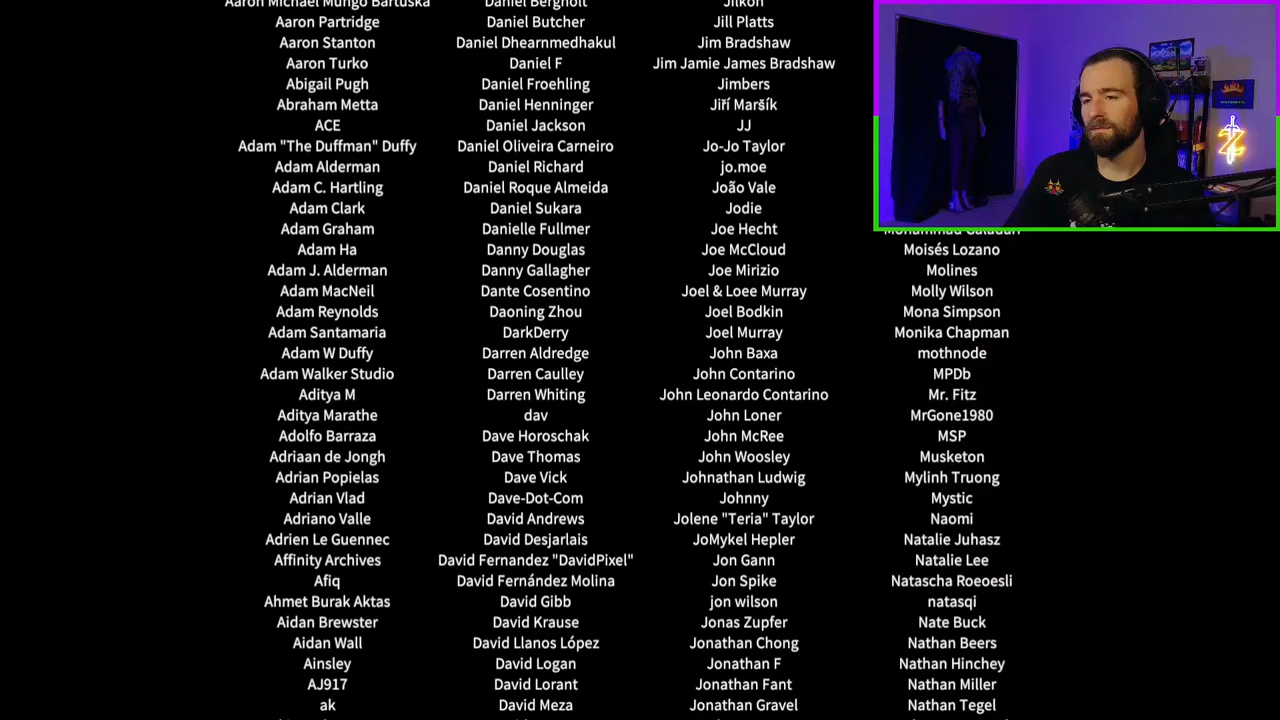 Aaron Michael Mungo Bartuska
Aaron Partridge
Aaron Stanton
Aaron Turko
Abigail Pugh
Abraham Metta
ACE
Adam "The Duffman" Duffy
Adam Alderman
Adam C. Hartling
Adam Clark
Adam Graham
Adam Ha
Adam J. Alderman
Adam MacNeil
Adam Reynolds
Adam Santamaria
Adam W Duffy
Adam Walker Studio
Aditya M
Aditya Marathe
Adolfo Barraza
Adriaan de Jongh
Adrian Popielas
Adrian Vlad
Adriano Valle
Adrien Le Guennec
Affinity Archives
Afiq
Ahmet Burak Aktas
Aidan Brewster
Aidan Wall
Ainsley
AJ917
ak
Daniel Bergholt
Daniel Butcher
Daniel Dhearnmedhakul
Daniel F
Daniel Froehling
Daniel Henninger
Daniel Jackson
Daniel Oliveira Carneiro
Daniel Richard
Daniel Roque Almeida
Daniel Sukara
Danielle Fullmer
Danny Douglas
Danny Gallagher
Dante Cosentino
Daoning Zhou
DarkDerry
Darren Aldredge
Darren Caulley
Darren Whiting
dav
Dave Horoschak
Dave Thomas
Dave Vick
Dave-Dot-Com
David Andrews
David Desjarlais
David Fernandez "DavidPixel"
David Fernández Molina
David Gibb
David Krause
David Llanos López
David Logan
David Lorant
David Meza
Jilkon
Jill Platts
Jim Bradshaw
Jim Jamie James Bradshaw
Jimbers
Jiří Maršík
JJ
Jo-Jo Taylor
jo.moe
João Vale
Jodie
Joe Hecht
Joe McCloud
Joe Mirizio
Joel & Loee Murray
Joel Bodkin
Joel Murray
John Baxa
John Contarino
John Leonardo Contarino
John Loner
John McRee
John Woosley
Johnathan Ludwig
Johnny
Jolene "Teria" Taylor
JoMykel Hepler
Jon Gann
Jon Spike
jon wilson
Jonas Zupfer
Jonathan Chong
Jonathan F
Jonathan Fant
Jonathan Gravel
Moisés Lozano
Molines
Molly Wilson
Mona Simpson
Monika Chapman
mothnode
MPDb
Mr. Fitz
MrGone1980
MSP
Musketon
Mylinh Truong
Mystic
Naomi
Natalie Juhasz
Natalie Lee
Natascha Roeoesli
natasqi
Nate Buck
Nathan Beers
Nathan Hinchey
Nathan Miller
Nathan Tegel